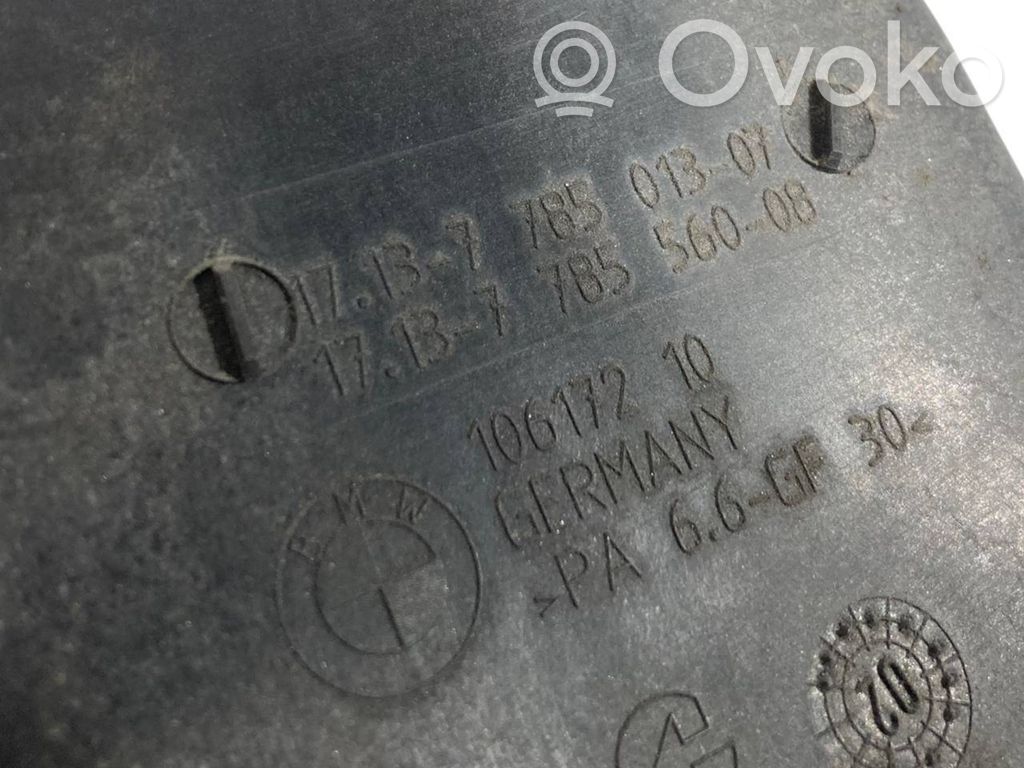 Ovoko
17.13-7 785 013-07
17.13-7 785 560-08
106172 10
GERMANY
>PA 6.6-GF 30<
BMW
02